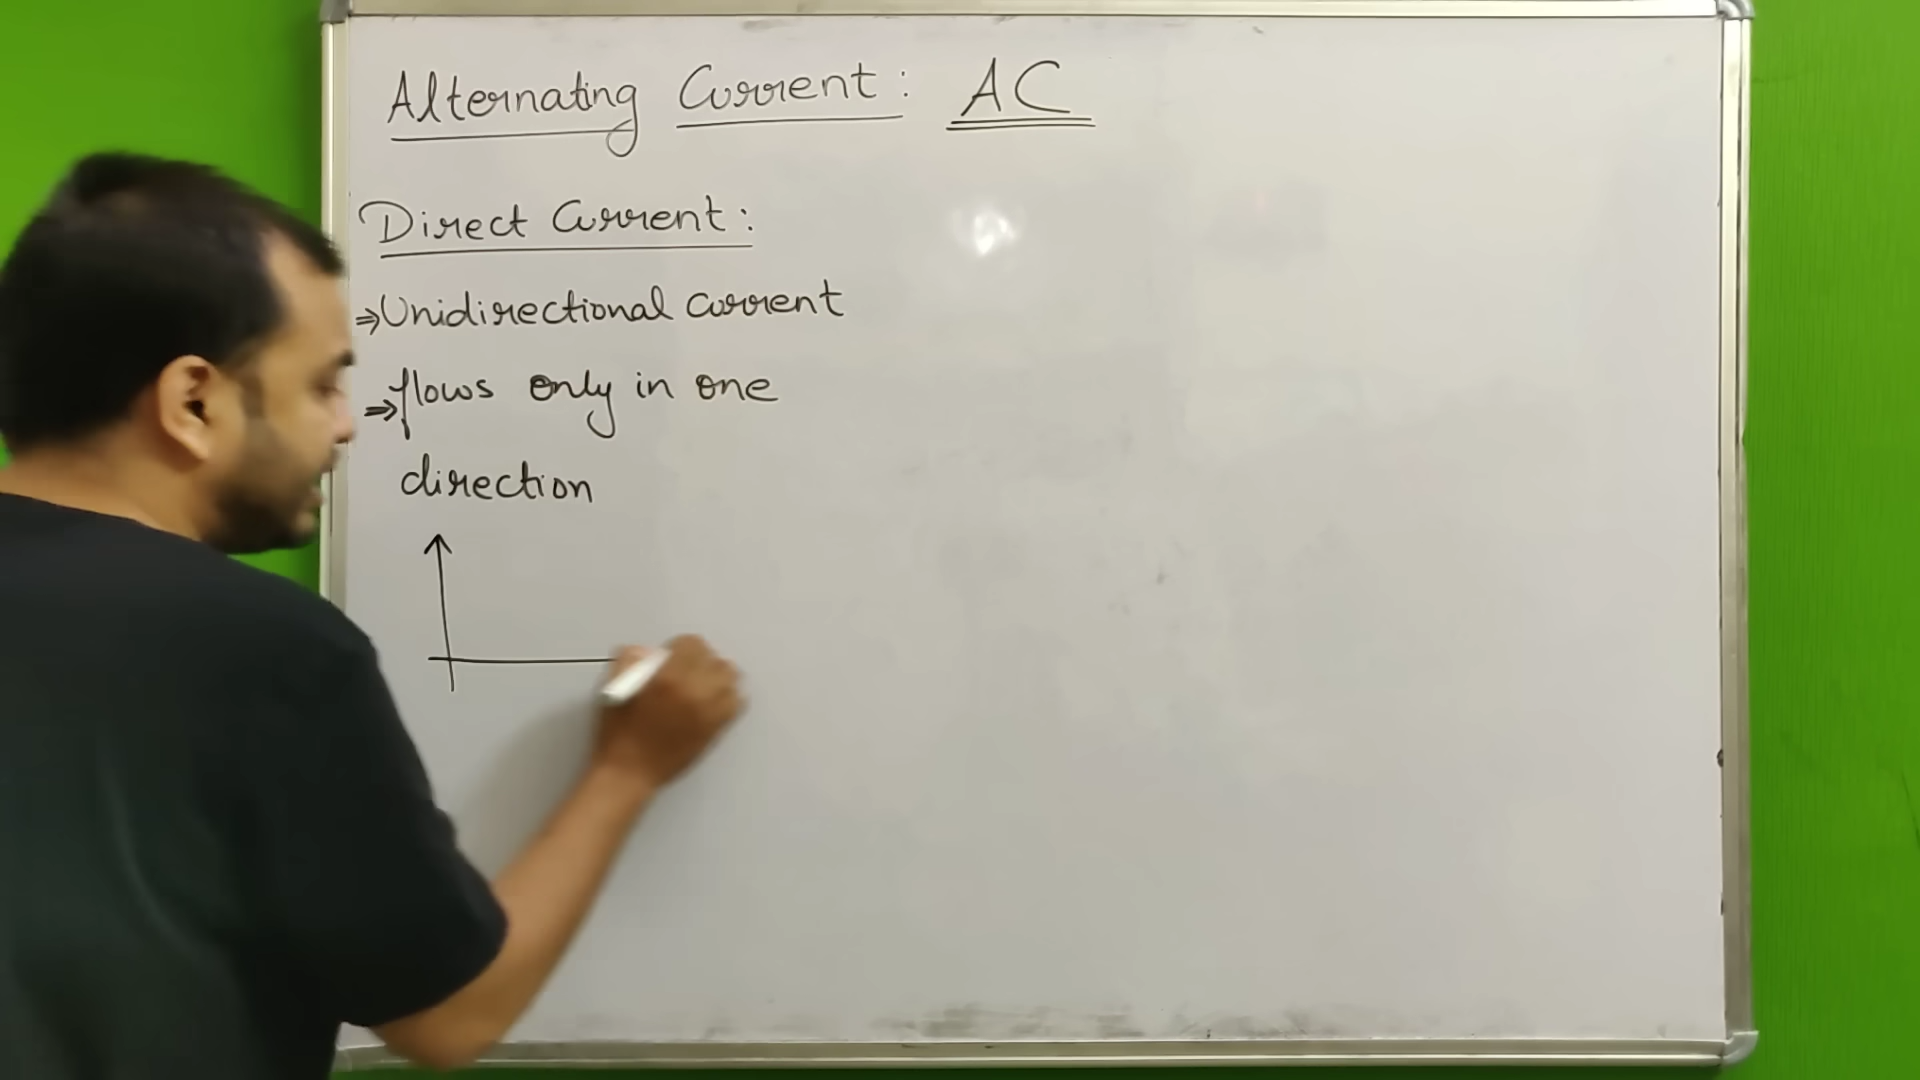 Alternating Current: AC
Direct Current:
⇒Unidirectional current
⇒flows only in one
direction